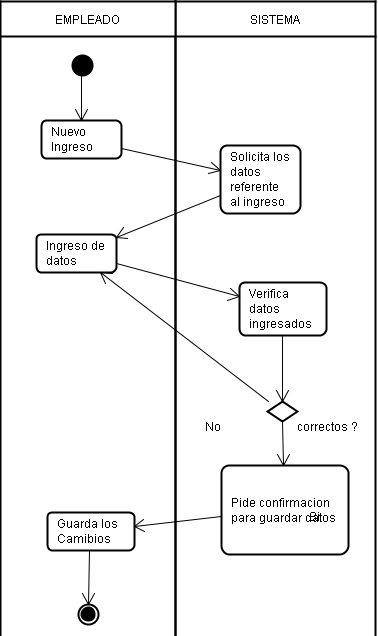 EMPLEADO
SISTEMA
Nuevo
Ingreso
Solicita los
datos
referente
al ingreso
Ingreso de
datos
Verifica
datos
ingresados
No
correctos ?
Pide confirmacion
para guardar datos
Guarda los
Camibios